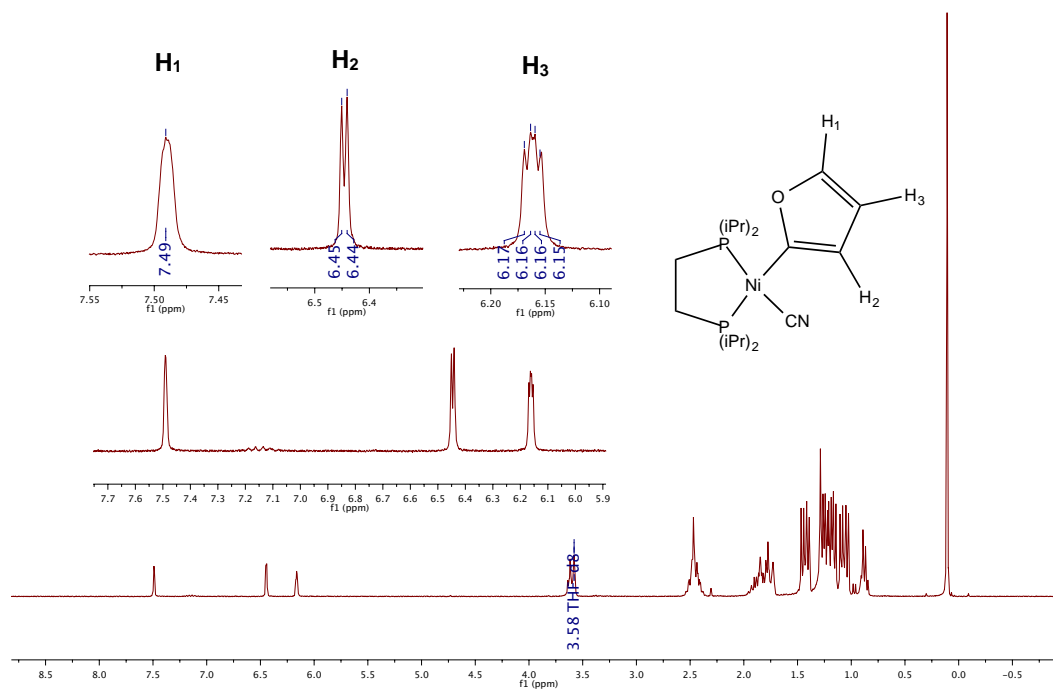 H1
H2
H3
7.49
6.45
6.44
6.17
6.16
6.16
6.15
7.55
7.50
7.45
f1 (ppm)
6.5
6.4
f1 (ppm)
6.20
6.15
6.10
f1 (ppm)
H1
O
H3
(iPr)2
P
H2
Ni
CN
P
(iPr)2
7.7 7.6 7.5 7.4 7.3 7.2 7.1 7.0 6.9 6.8 6.7 6.6 6.5 6.4 6.3 6.2 6.1 6.0 5.9
f1 (ppm)
3.58 THF-d8
8.5 8.0 7.5 7.0 6.5 6.0 5.5 5.0 4.5 4.0 3.5 3.0 2.5 2.0 1.5 1.0 0.5 0.0 −0.5
f1 (ppm)